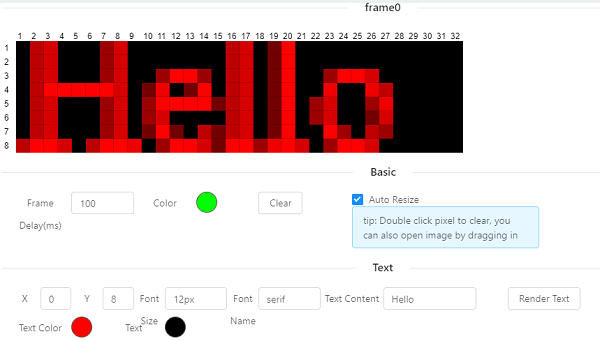 frame0
1 2 3 4 5 6 7 8 9 10 11 12 13 14 15 16 17 18 19 20 21 22 23 24 25 26 27 28 29 30 31 32
1
2
3
4
5
6
7
8
Hello
Basic
Frame Delay(ms) 100 Color Clear
Auto Resize
tip: Double click pixel to clear, you
can also open image by dragging in
Text
X 0 Y 8 Font Size 12px Font Name serif Text Content Hello Render Text
Text Color Text